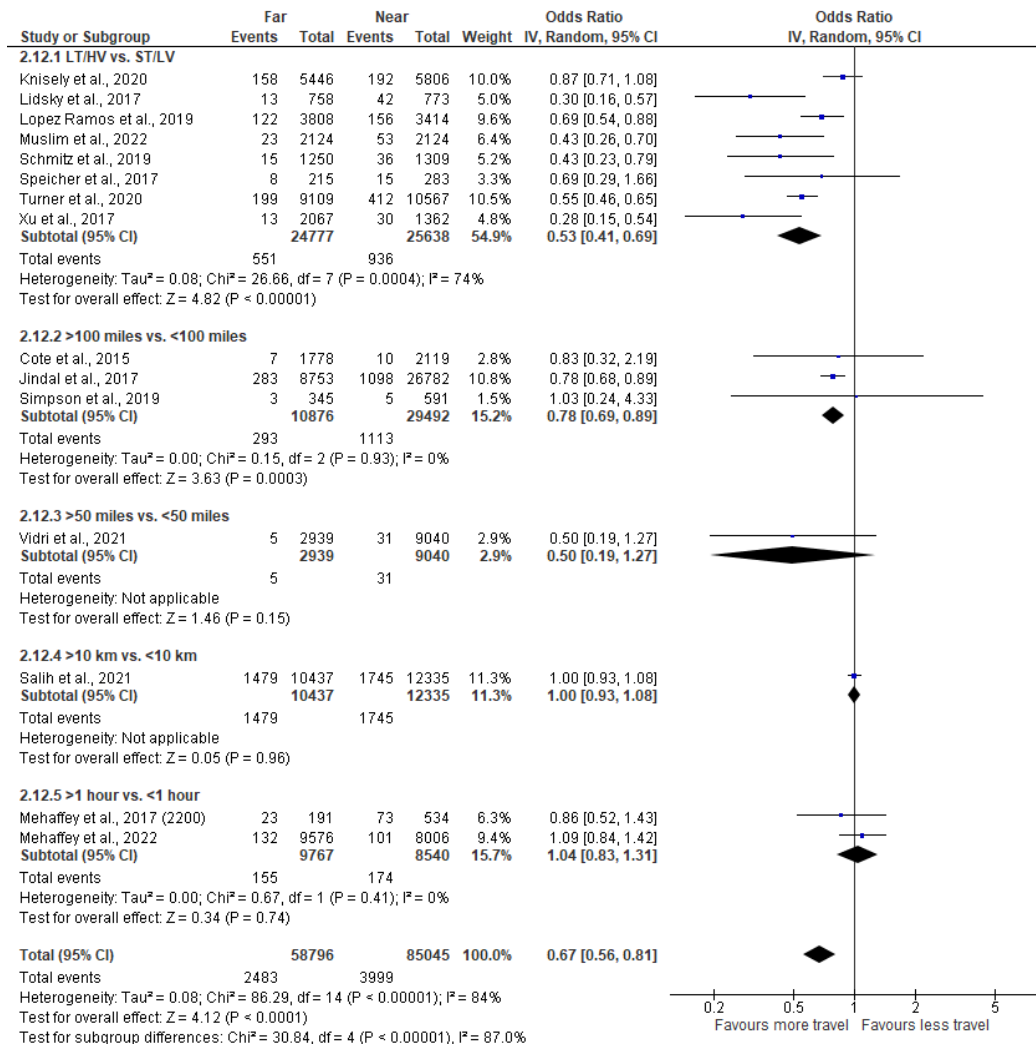 Far Near Odds Ratio Odds Ratio
Study or Subgroup Events Total Events Total Weight IV, Random, 95% CI IV, Random, 95% CI
2.12.1 LT/HV vs. ST/LV
Knisely et al., 2020 158 5446 192 5806 10.0% 0.87 [0.71, 1.08]
Lidsky et al., 2017 13 758 42 773 5.0% 0.30 [0.16, 0.57]
Lopez Ramos et al., 2019 122 3808 156 3414 9.6% 0.69 [0.54, 0.88]
Muslim et al., 2022 23 2124 53 2124 6.4% 0.43 [0.26, 0.70]
Schmitz et al., 2019 15 1250 36 1309 5.2% 0.43 [0.23, 0.79]
Speicher et al., 2017 8 215 15 283 3.3% 0.69 [0.29, 1.66]
Turner et al., 2020 199 9109 412 10567 10.5% 0.55 [0.46, 0.65]
Xu et al., 2017 13 2067 30 1362 4.8% 0.28 [0.15, 0.54]
Subtotal (95% CI) 24777 25638 54.9% 0.53 [0.41, 0.69]
Total events 551 936
Heterogeneity: Tau² = 0.08; Chi² = 26.66, df = 7 (P = 0.0004); I² = 74%
Test for overall effect: Z = 4.82 (P < 0.00001)
2.12.2 >100 miles vs. <100 miles
Cote et al., 2015 7 1778 10 2119 2.8% 0.83 [0.32, 2.19]
Jindal et al., 2017 283 8753 1098 26782 10.8% 0.78 [0.68, 0.89]
Simpson et al., 2019 3 345 5 591 1.5% 1.03 [0.24, 4.33]
Subtotal (95% CI) 10876 29492 15.2% 0.78 [0.69, 0.89]
Total events 293 1113
Heterogeneity: Tau² = 0.00; Chi² = 0.15, df = 2 (P = 0.93); I² = 0%
Test for overall effect: Z = 3.63 (P = 0.0003)
2.12.3 >50 miles vs. <50 miles
Vidri et al., 2021 5 2939 31 9040 2.9% 0.50 [0.19, 1.27]
Subtotal (95% CI) 2939 9040 2.9% 0.50 [0.19, 1.27]
Total events 5 31
Heterogeneity: Not applicable
Test for overall effect: Z = 1.46 (P = 0.15)
2.12.4 >10 km vs. <10 km
Salih et al., 2021 1479 10437 1745 12335 11.3% 1.00 [0.93, 1.08]
Subtotal (95% CI) 10437 12335 11.3% 1.00 [0.93, 1.08]
Total events 1479 1745
Heterogeneity: Not applicable
Test for overall effect: Z = 0.05 (P = 0.96)
2.12.5 >1 hour vs. <1 hour
Mehaffey et al., 2017 (2200) 23 191 73 534 6.3% 0.86 [0.52, 1.43]
Mehaffey et al., 2022 132 9576 101 8006 9.4% 1.09 [0.84, 1.42]
Subtotal (95% CI) 9767 8540 15.7% 1.04 [0.83, 1.31]
Total events 155 174
Heterogeneity: Tau² = 0.00; Chi² = 0.67, df = 1 (P = 0.41); I² = 0%
Test for overall effect: Z = 0.34 (P = 0.74)
Total (95% CI) 58796 85045 100.0% 0.67 [0.56, 0.81]
Total events 2483 3999
Heterogeneity: Tau² = 0.08; Chi² = 86.29, df = 14 (P < 0.00001); I² = 84%
Test for overall effect: Z = 4.12 (P < 0.0001)
Test for subgroup differences: Chi² = 30.84, df = 4 (P < 0.00001), I² = 87.0%
0.2 0.5 1 2 5
Favours more travel Favours less travel